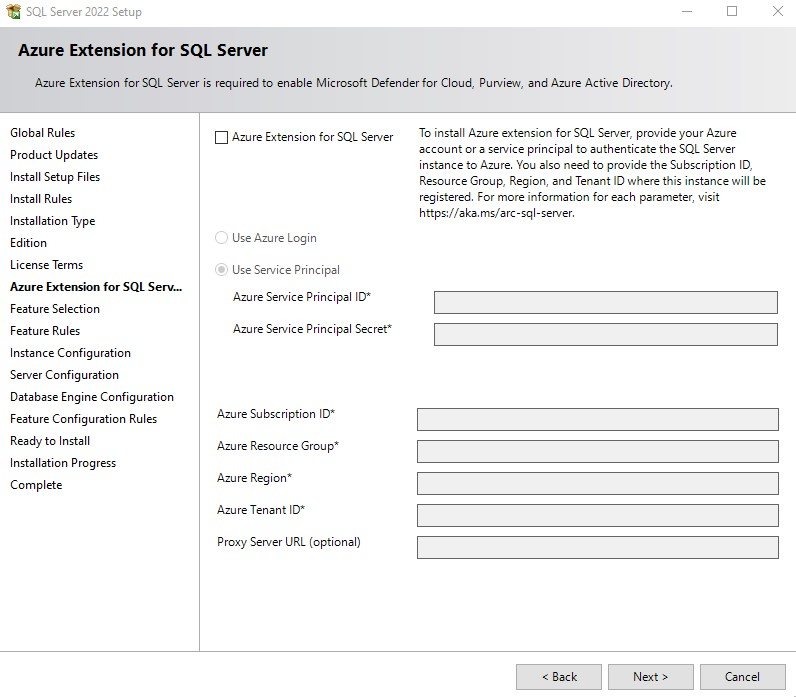 SQL Server 2022 Setup
Azure Extension for SQL Server
Azure Extension for SQL Server is required to enable Microsoft Defender for Cloud, Purview, and Azure Active Directory.
Global Rules
Product Updates
Install Setup Files
Install Rules
Installation Type
Edition
License Terms
Azure Extension for SQL Serv...
Feature Selection
Feature Rules
Instance Configuration
Server Configuration
Database Engine Configuration
Feature Configuration Rules
Ready to Install
Installation Progress
Complete
Azure Extension for SQL Server
To install Azure extension for SQL Server, provide your Azure
account or a service principal to authenticate the SQL Server
instance to Azure. You also need to provide the Subscription ID,
Resource Group, Region, and Tenant ID where this instance will be
registered. For more information for each parameter, visit
https://aka.ms/arc-sql-server.
Use Azure Login
Use Service Principal
Azure Service Principal ID*
Azure Service Principal Secret*
Azure Subscription ID*
Azure Resource Group*
Azure Region*
Azure Tenant ID*
Proxy Server URL (optional)
< Back
Next >
Cancel